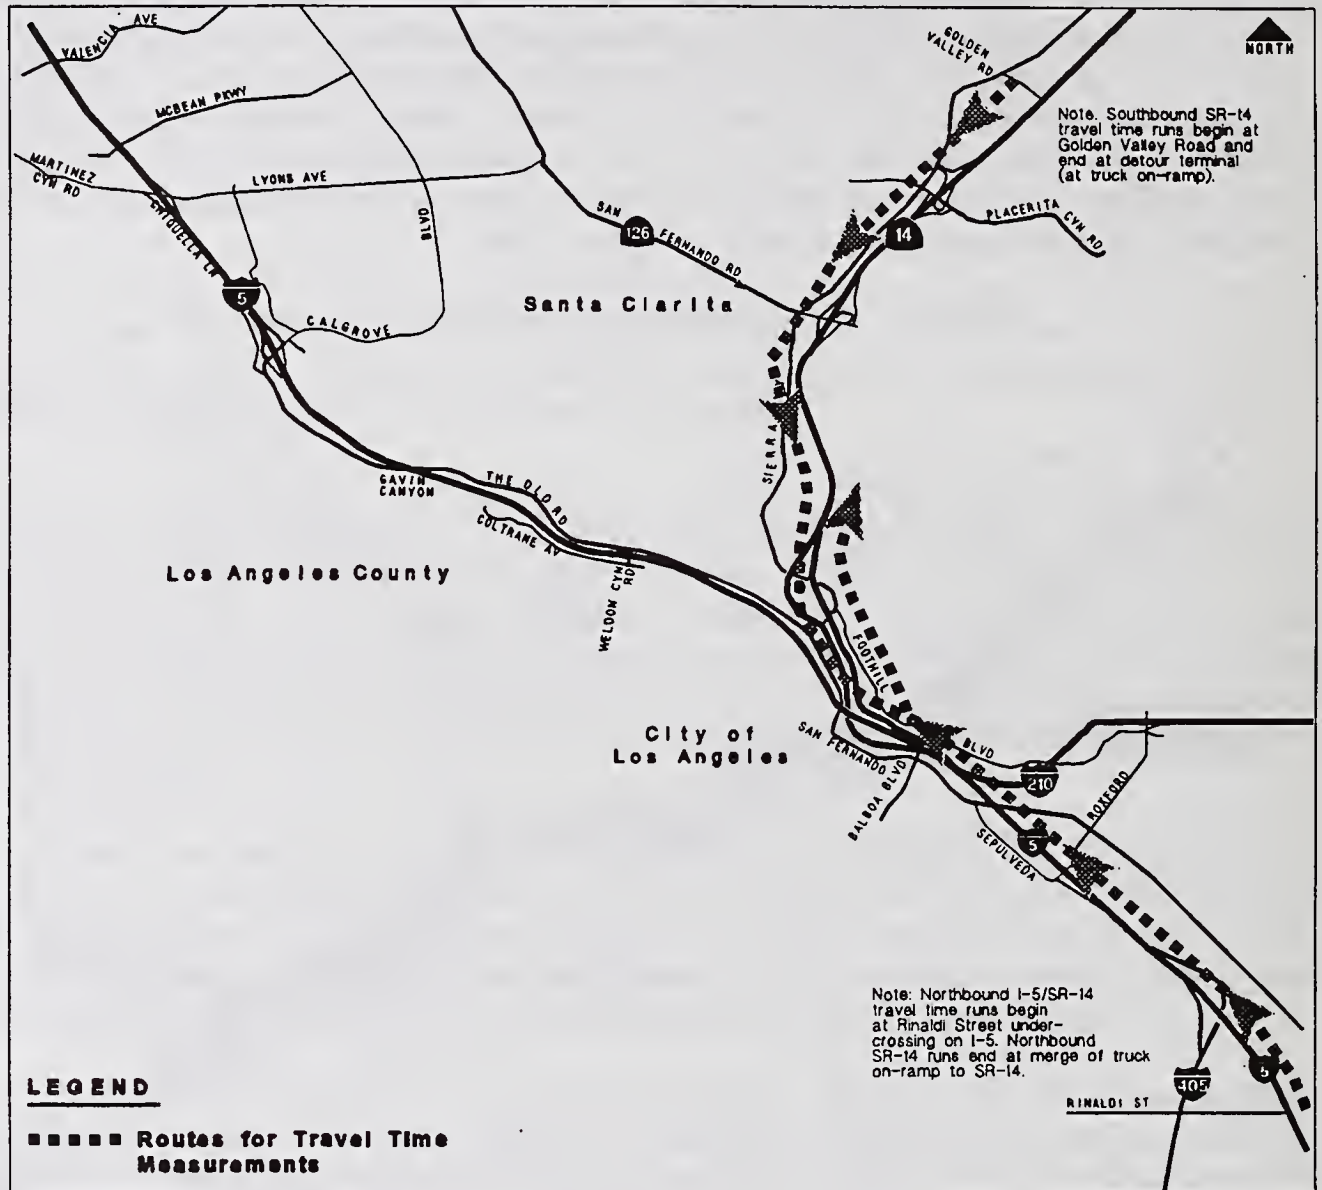 VALENCIA AVE
MCBEAN PKWY
MARTINEZ
CYN RD
LYONS AVE
CHIQUELLA LN
5
CALGROVE
BLVD
SAN
126
FERNANDO RD
Santa Clarita
GOLDEN
VALLEY RD
NORTH
Note. Southbound SR-14
travel time runs begin at
Golden Valley Road and
end at detour terminal
(at truck on-ramp).
14
PLACERITA CYN RD
SIERRA
GAVIN
CANYON
THE OLD RD
COLTRANE AV
WELDON CYN
RD
Los Angeles County
FOOTHILL
BLVD
City of
Los Angeles
SAN FERNANDO
BALBOA BLVD
210
ROXFORD
5
SEPULVEDA
Note: Northbound I-5/SR-14
travel time runs begin
at Rinaldi Street under-
crossing on I-5. Northbound
SR-14 runs end at merge of truck
on-ramp to SR-14.
405
5
RINALDI ST
LEGEND
Routes for Travel Time
Measurements